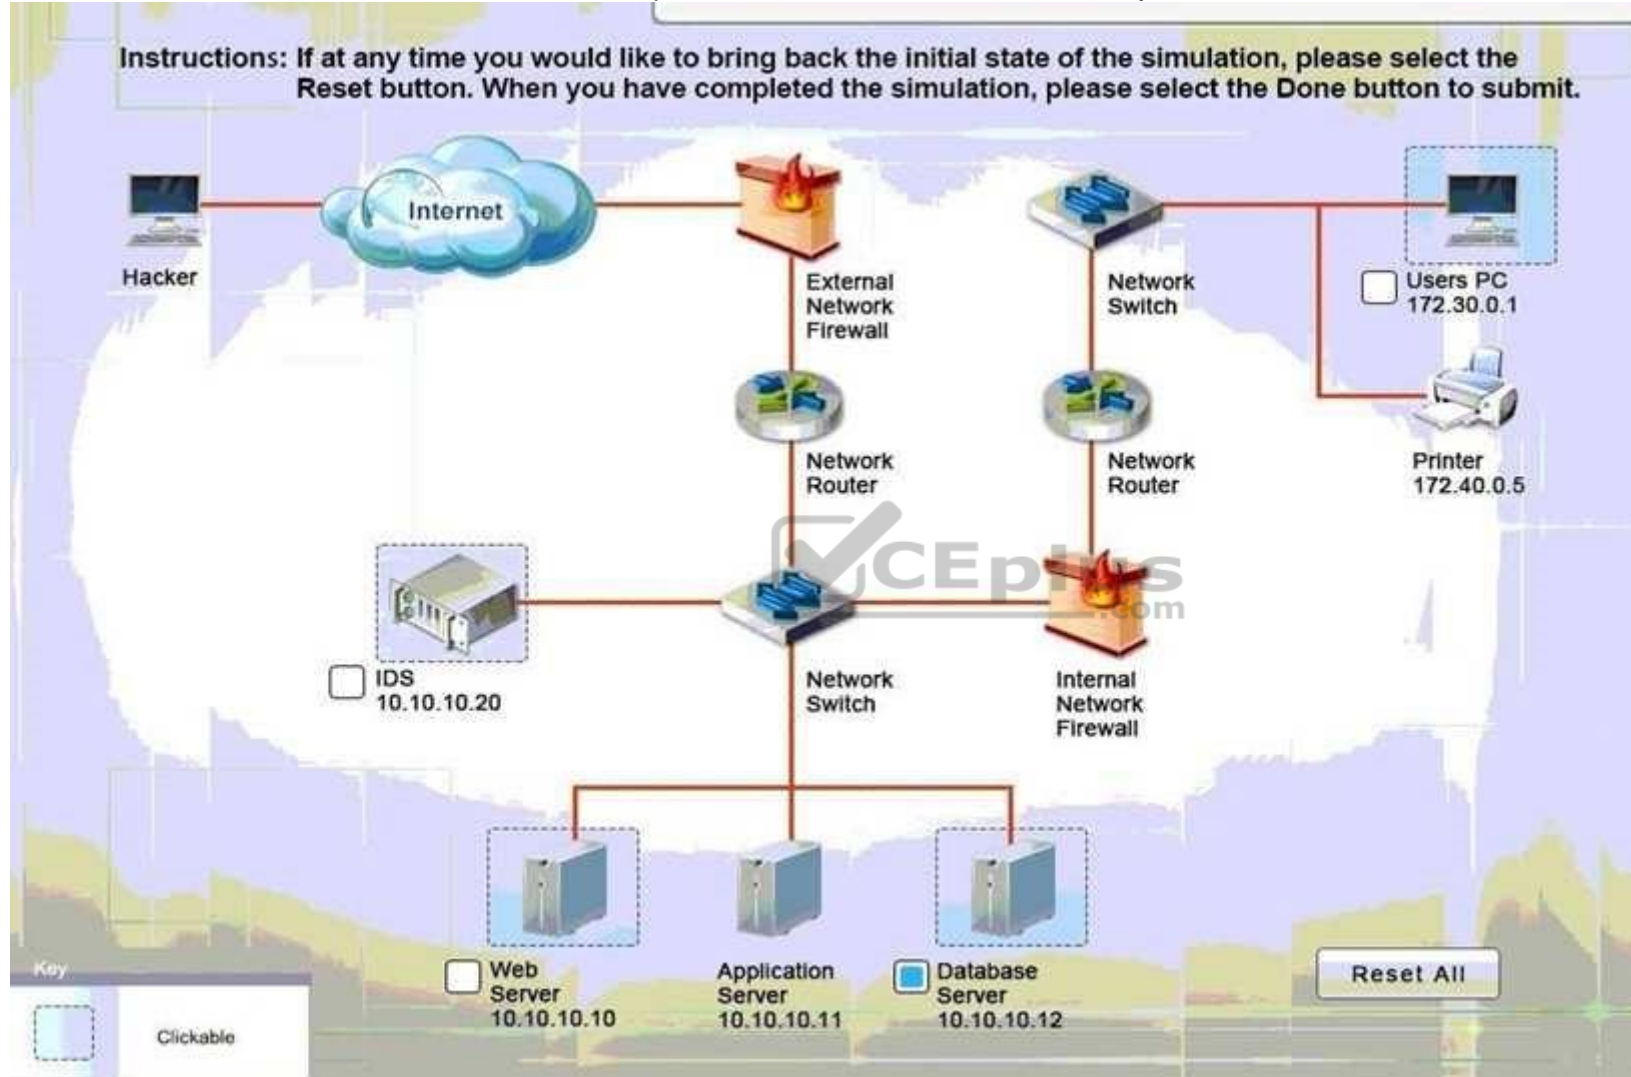 Instructions: If at any time you would like to bring back the initial state of the simulation, please select the
Reset button. When you have completed the simulation, please select the Done button to submit.
Internet
Hacker
External
Network
Firewall
Network
Switch
Users PC
172.30.0.1
Network
Router
Network
Router
Printer
172.40.0.5
VCEplus
.com
IDS
10.10.10.20
Network
Switch
Internal
Network
Firewall
Web
Server
10.10.10.10
Application
Server
10.10.10.11
Database
Server
10.10.10.12
Reset All
Key
Clickable